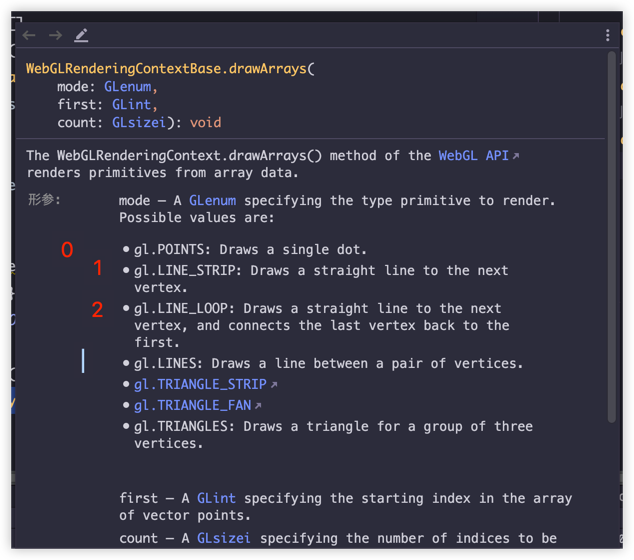 WebGLRenderingContextBase.drawArrays(
mode: GLenum,
first: GLint,
count: GLsizei): void
The WebGLRenderingContext.drawArrays() method of the WebGL API↗
renders primitives from array data.
形参: mode – A GLenum specifying the type primitive to render.
Possible values are:
0 • gl.POINTS: Draws a single dot.
1 • gl.LINE_STRIP: Draws a straight line to the next
vertex.
2 • gl.LINE_LOOP: Draws a straight line to the next
vertex, and connects the last vertex back to the
first.
• gl.LINES: Draws a line between a pair of vertices.
• gl.TRIANGLE_STRIP↗
• gl.TRIANGLE_FAN↗
• gl.TRIANGLES: Draws a triangle for a group of three
vertices.
first – A GLint specifying the starting index in the array
of vector points.
count – A GLsizei specifying the number of indices to be